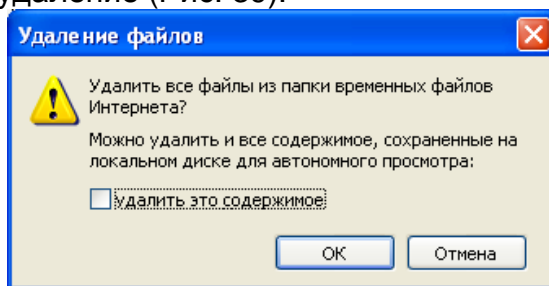 удаление
Удаление файлов
Удалить все файлы из папки временных файлов
Интернета?
Можно удалить и все содержимое, сохраненные на
локальном диске для автономного просмотра:
удалить это содержимое
ОК
Отмена